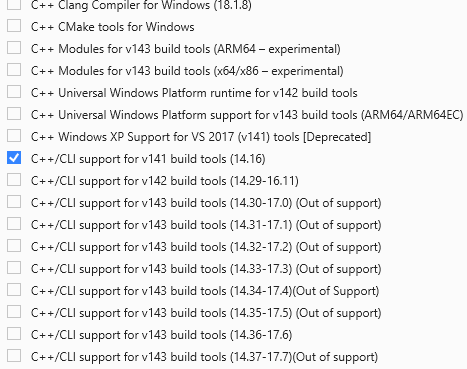 C++ Clang Compiler for Windows (18.1.8)
C++ CMake tools for Windows
C++ Modules for v143 build tools (ARM64 – experimental)
C++ Modules for v143 build tools (x64/x86 – experimental)
C++ Universal Windows Platform runtime for v142 build tools
C++ Universal Windows Platform support for v143 build tools (ARM64/ARM64EC)
C++ Windows XP Support for VS 2017 (v141) tools [Deprecated]
C++/CLI support for v141 build tools (14.16)
C++/CLI support for v142 build tools (14.29-16.11)
C++/CLI support for v143 build tools (14.30-17.0) (Out of support)
C++/CLI support for v143 build tools (14.31-17.1) (Out of support)
C++/CLI support for v143 build tools (14.32-17.2) (Out of support)
C++/CLI support for v143 build tools (14.33-17.3) (Out of support)
C++/CLI support for v143 build tools (14.34-17.4)(Out of Support)
C++/CLI support for v143 build tools (14.35-17.5) (Out of support)
C++/CLI support for v143 build tools (14.36-17.6)
C++/CLI support for v143 build tools (14.37-17.7)(Out of support)